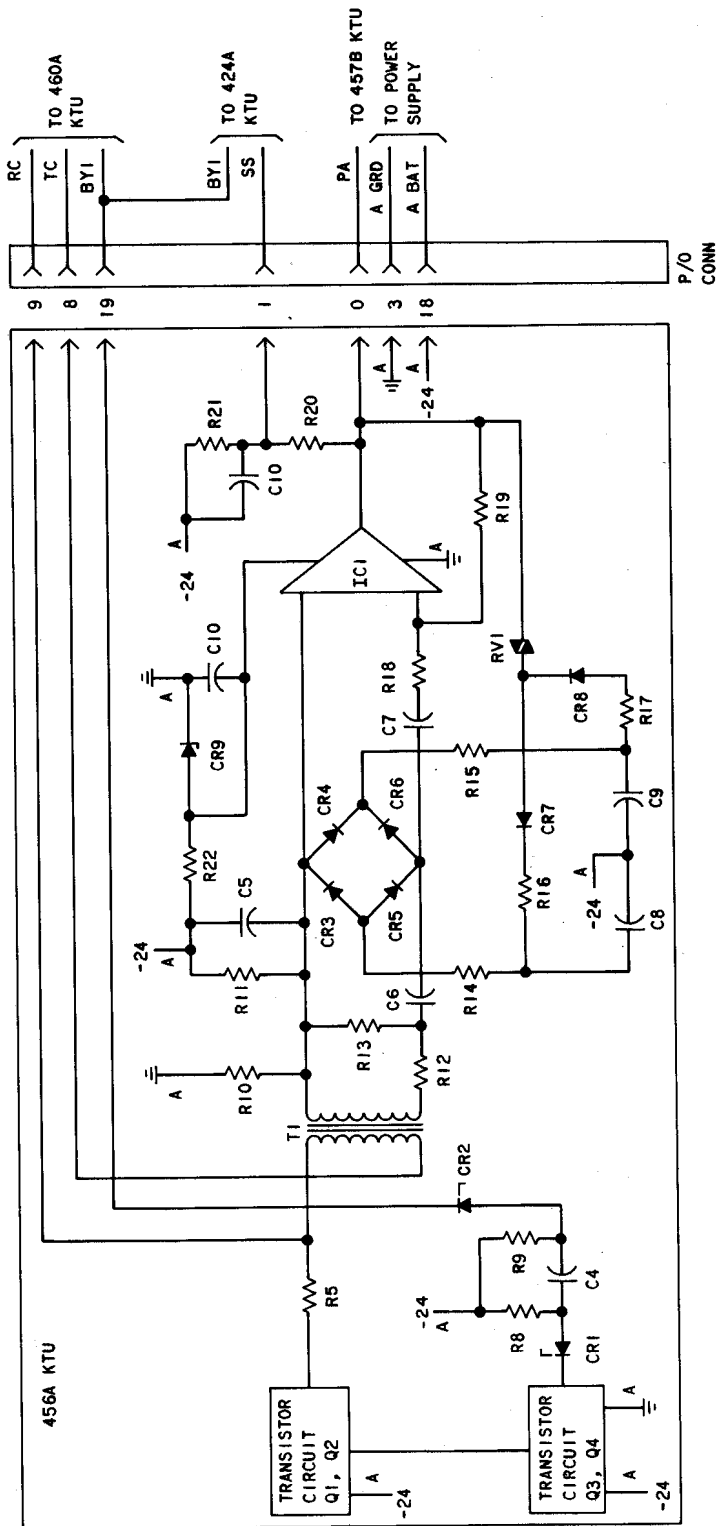 456A KTU
TRANSISTOR
CIRCUIT
Q1, Q2
A
-24
TRANSISTOR
CIRCUIT
Q3, Q4
A
-24
A
R5
CR1
R8
-24
A
R9
C4
CR2
T1
R10
A
R12
R13
R11
-24
A
C5
R22
CR9
A
C10
C6
CR3
CR4
CR5
CR6
R14
R15
C7
R18
R16
CR7
RV1
CR8
R17
C8
-24
A
C9
IC1
A
R19
-24
A
C10
R21
R20
A
A
-24
9
8
19
1
0
3
18
P/O
CONN
RC
TC
BY1
TO 460A
KTU
BY1
SS
TO 424A
KTU
PA
TO 457B KTU
A GRD
A BAT
TO POWER
SUPPLY